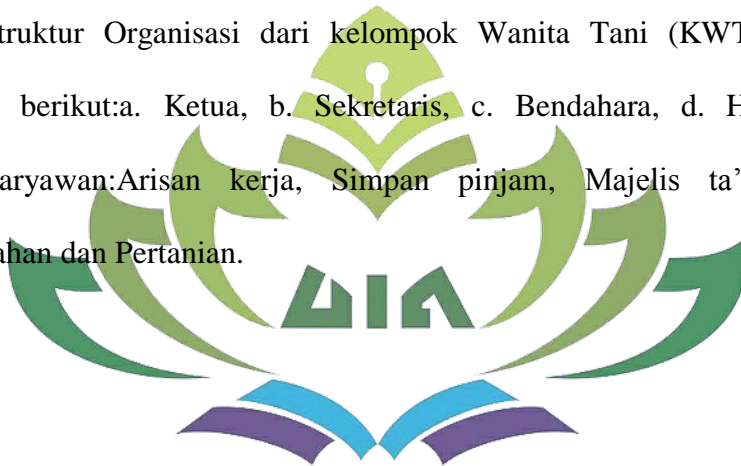 truktur Organisasi dari kelompok Wanita Tani (KWT
berikut:a. Ketua, b. Sekretaris, c. Bendahara, d. H
aryawan:Arisan kerja, Simpan pinjam, Majelis ta’
ahan dan Pertanian.